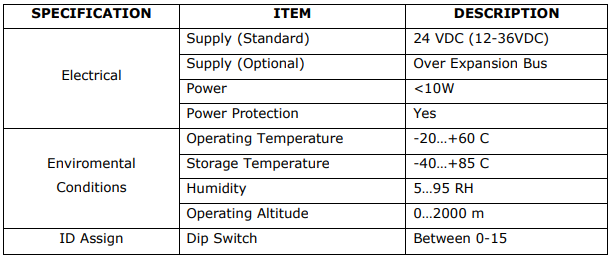 SPECIFICATION ITEM DESCRIPTION
Electrical
Supply (Standard) 24 VDC (12-36VDC)
Supply (Optional) Over Expansion Bus
Power <10W
Power Protection Yes
Enviromental
Conditions
Operating Temperature -20…+60 C
Storage Temperature -40…+85 C
Humidity 5…95 RH
Operating Altitude 0…2000 m
ID Assign Dip Switch Between 0-15